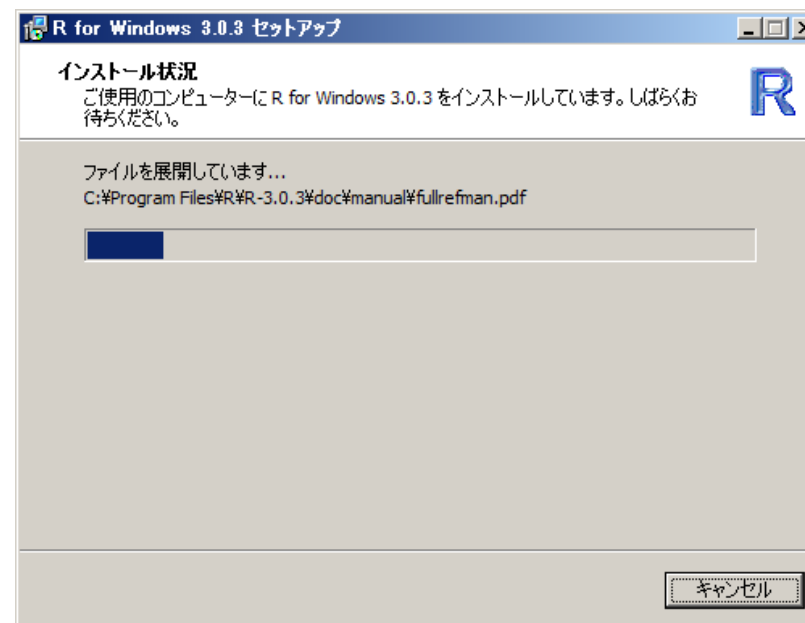 R for Windows 3.0.3 セットアップ
インストール状況
ご使用のコンピューターに R for Windows 3.0.3 をインストールしています。しばらくお
待ちください。
R
ファイルを展開しています...
C:¥Program Files¥R¥R-3.0.3¥doc¥manual¥fullrefman.pdf
キャンセル